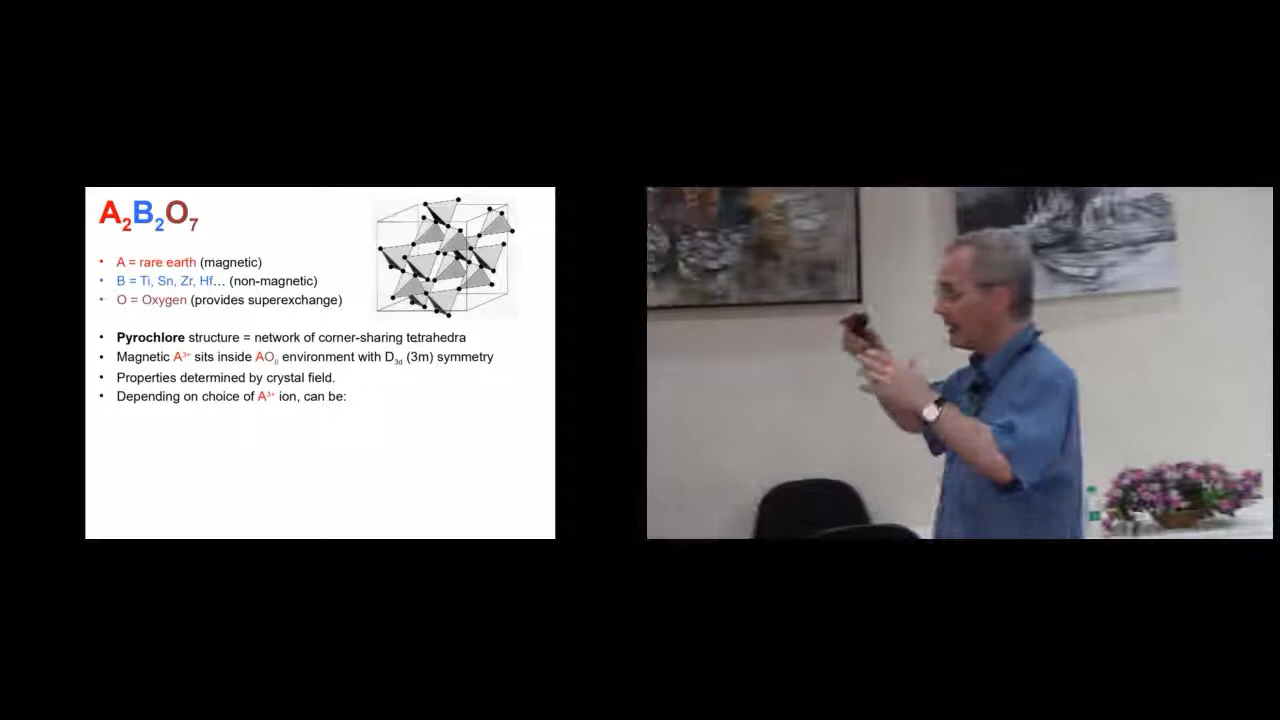 A₂B₂O₇
• A = rare earth (magnetic)
• B = Ti, Sn, Zr, Hf… (non-magnetic)
• O = Oxygen (provides superexchange)
• Pyrochlore structure = network of corner-sharing tetrahedra
• Magnetic A³⁺ sits inside AO₈ environment with D₃d (3m) symmetry
• Properties determined by crystal field.
• Depending on choice of A³⁺ ion, can be: